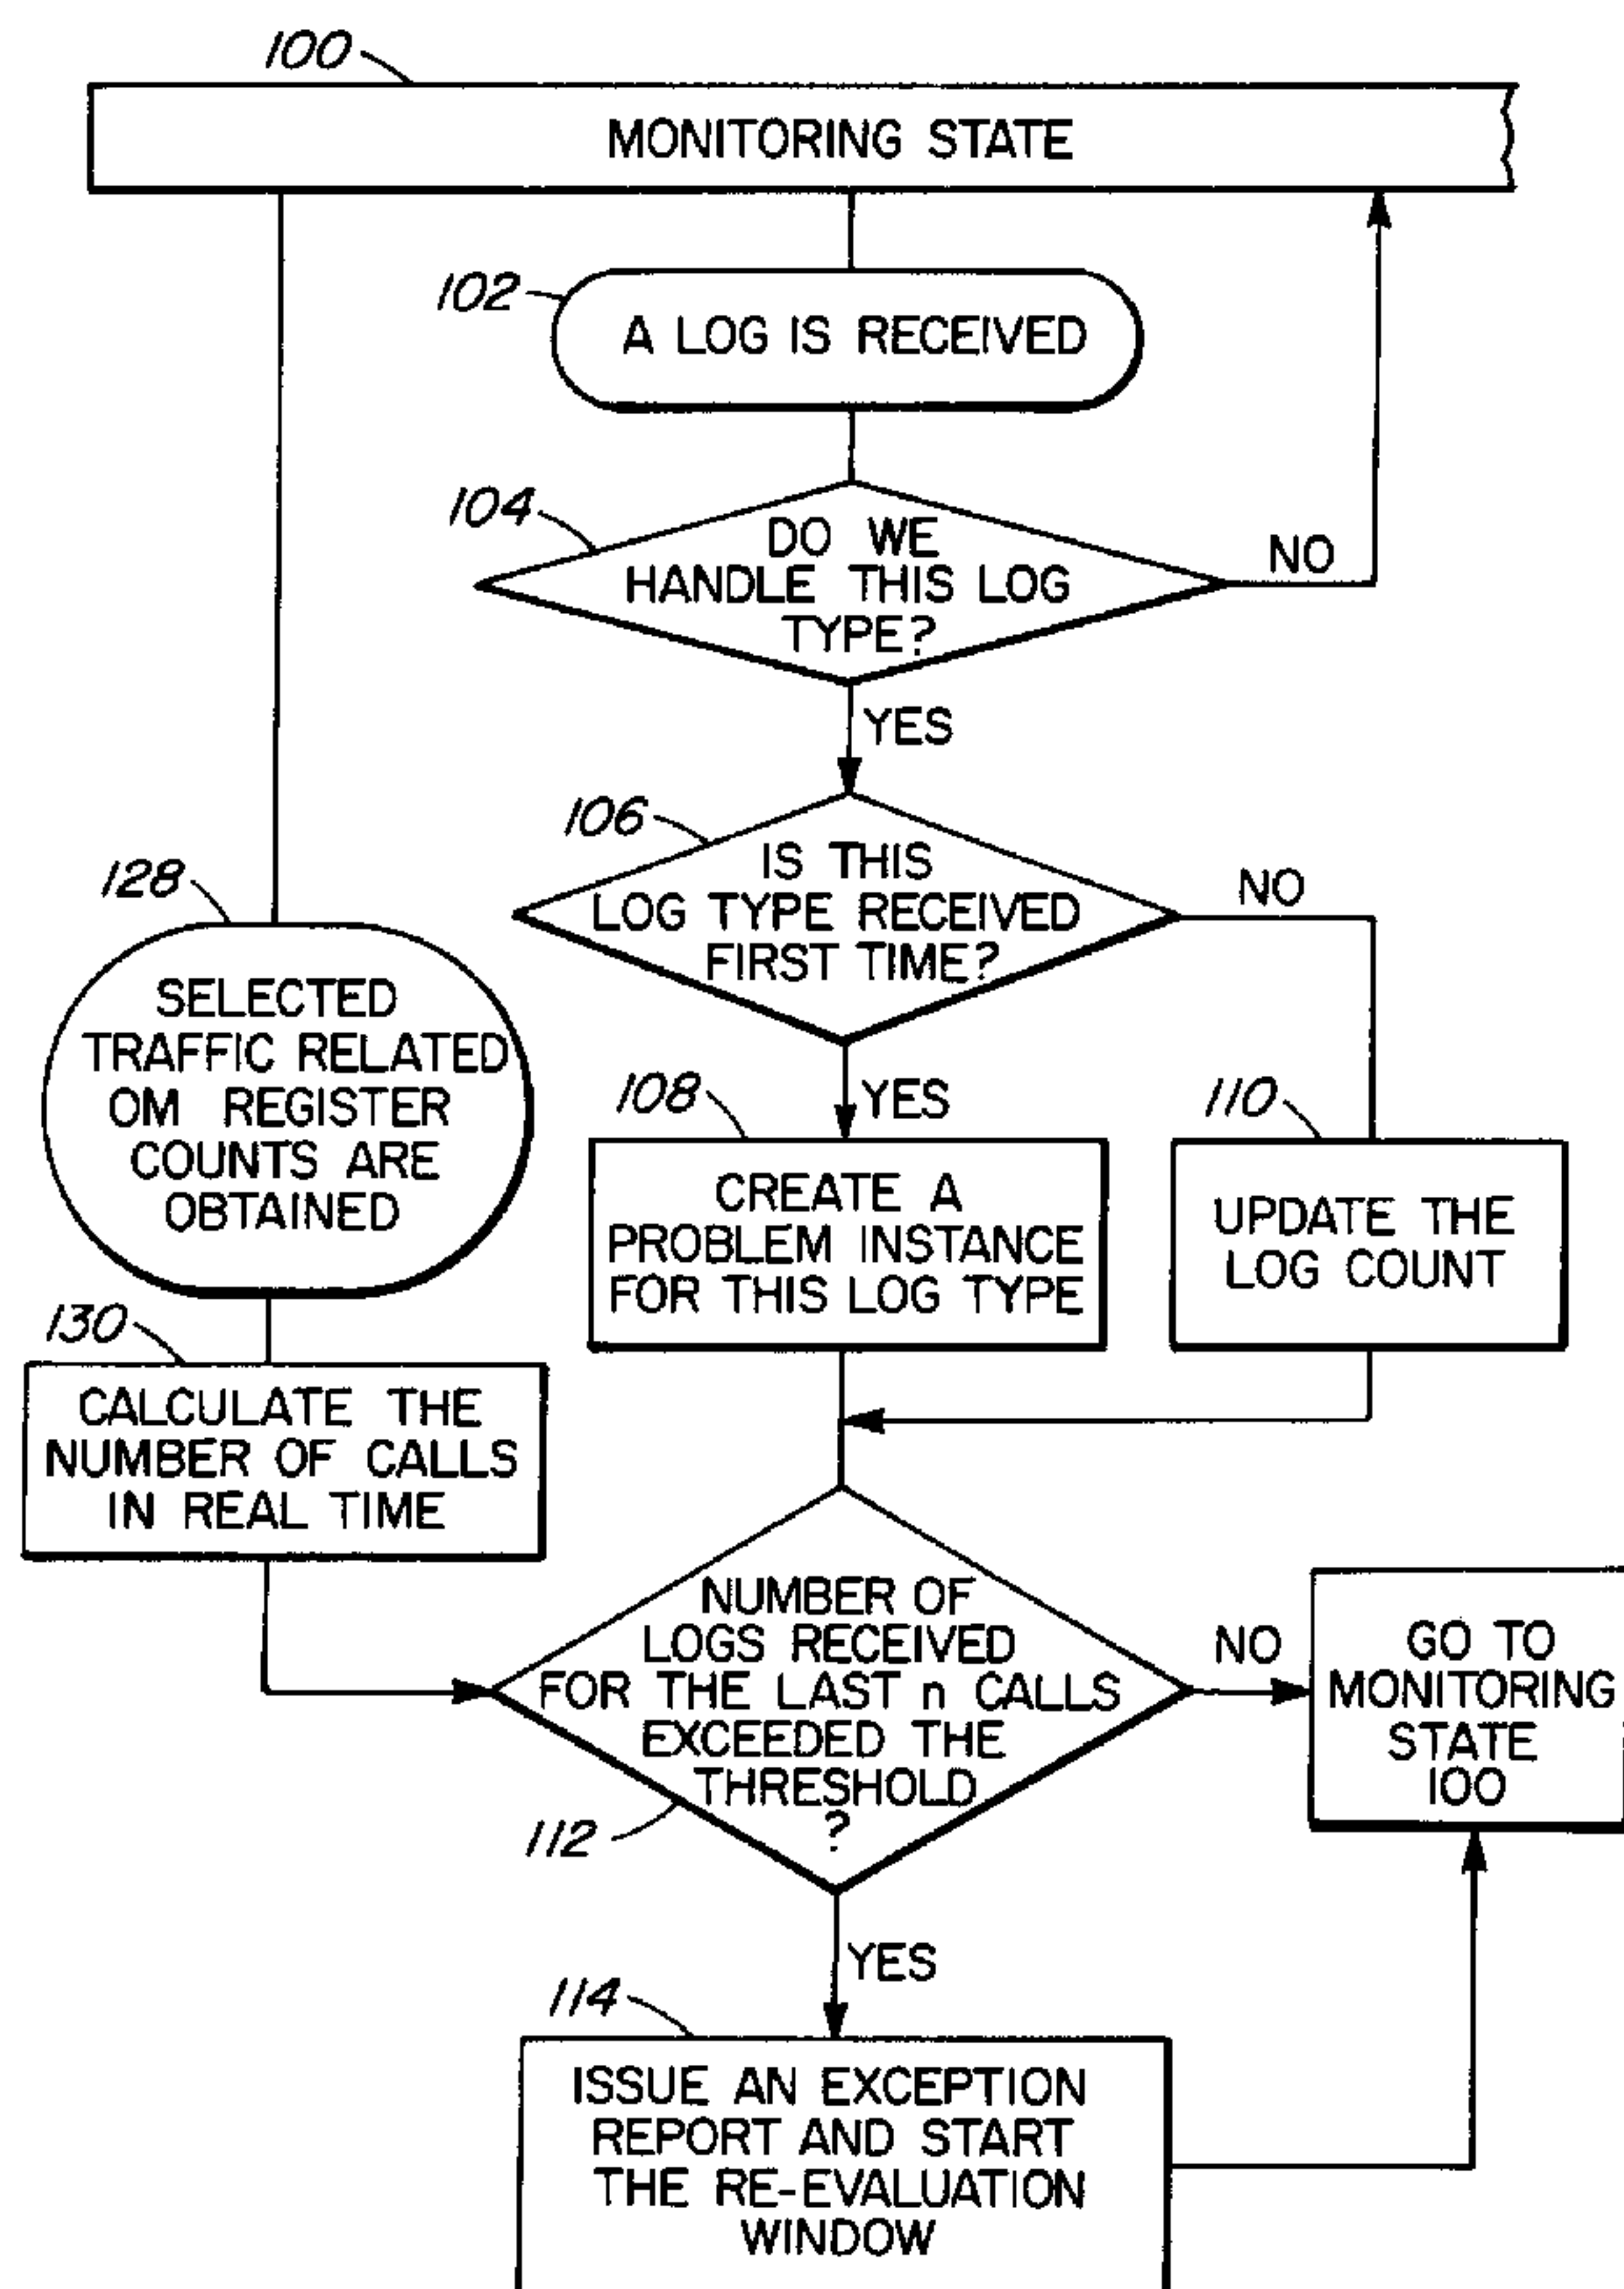 100
MONITORING STATE
102
A LOG IS RECEIVED
104
DO WE
HANDLE THIS LOG
TYPE?
NO
YES
106
IS THIS
LOG TYPE RECEIVED
FIRST TIME?
NO
YES
128
SELECTED
TRAFFIC RELATED
OM REGISTER
COUNTS ARE
OBTAINED
108
CREATE A
PROBLEM INSTANCE
FOR THIS LOG TYPE
110
UPDATE THE
LOG COUNT
130
CALCULATE THE
NUMBER OF CALLS
IN REAL TIME
NUMBER OF
LOGS RECEIVED
FOR THE LAST n CALLS
EXCEEDED THE
THRESHOLD
?
112
NO
GO TO
MONITORING
STATE
100
YES
114
ISSUE AN EXCEPTION
REPORT AND START
THE RE-EVALUATION
WINDOW